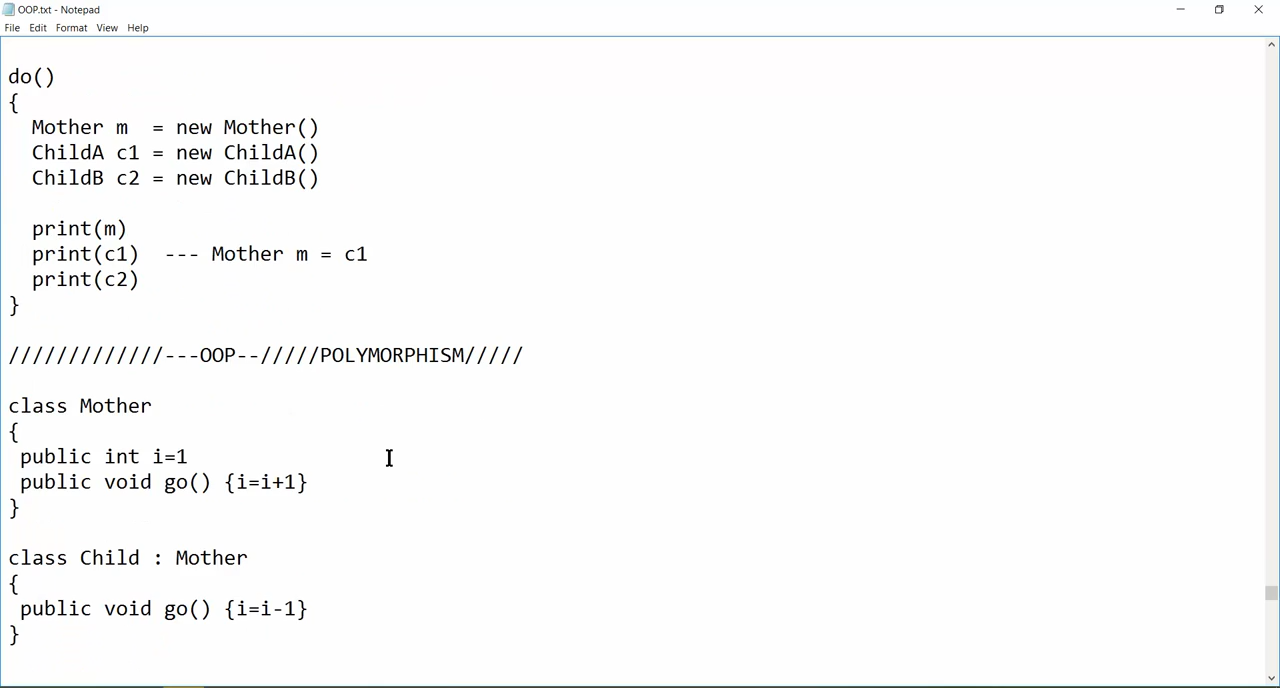 OOP.txt - Notepad
File Edit Format View Help
do()
{
  Mother m  = new Mother()
  ChildA c1 = new ChildA()
  ChildB c2 = new ChildB()
  print(m)
  print(c1)  --- Mother m = c1
  print(c2)
}
/////////////---OOP--/////POLYMORPHISM/////
class Mother
{
 public int i=1
 public void go() {i=i+1}
}
class Child : Mother
{
 public void go() {i=i-1}
}